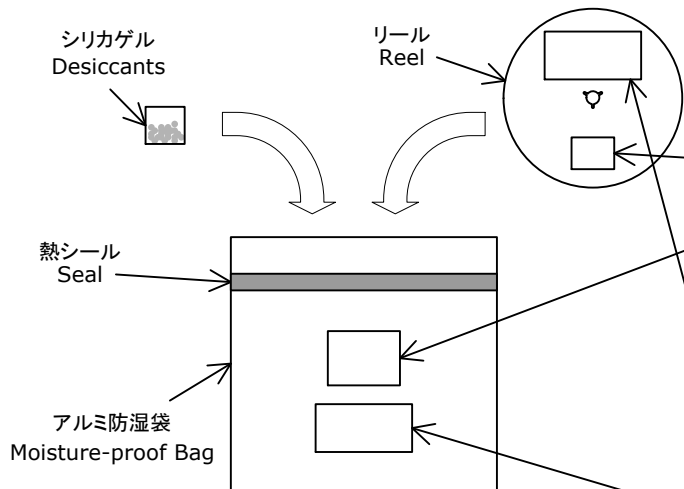 シリカゲル
Desiccants
リール
Reel
熱シール
Seal
アルミ防湿袋
Moisture-proof Bag